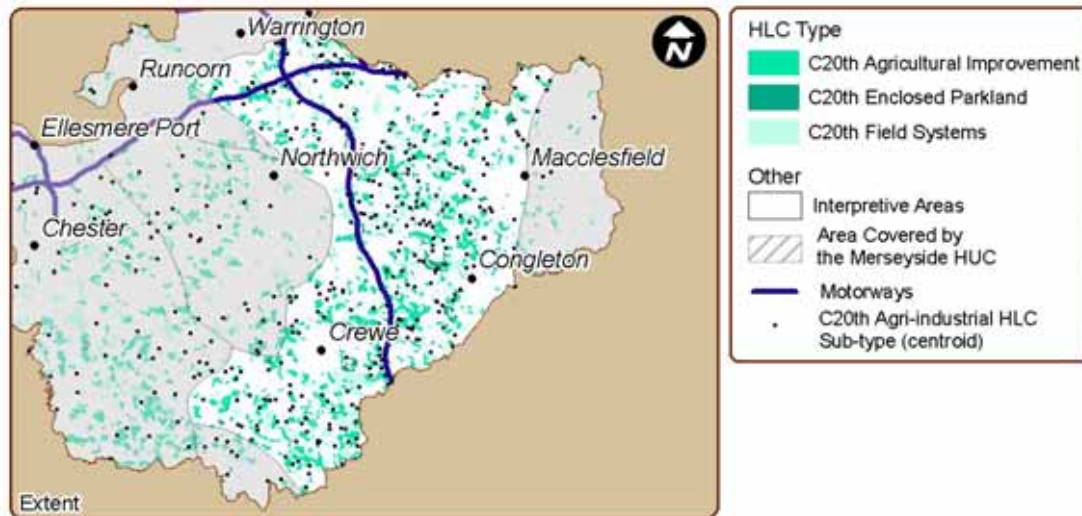 Warrington
N
Runcorn
Ellesmere Port
Northwich
Macclesfield
Chester
Congleton
Crewe
Extent
HLC Type
C20th Agricultural Improvement
C20th Enclosed Parkland
C20th Field Systems
Other
Interpretive Areas
Area Covered by
the Merseyside HUC
Motorways
C20th Agri-industrial HLC
Sub-type (centroid)